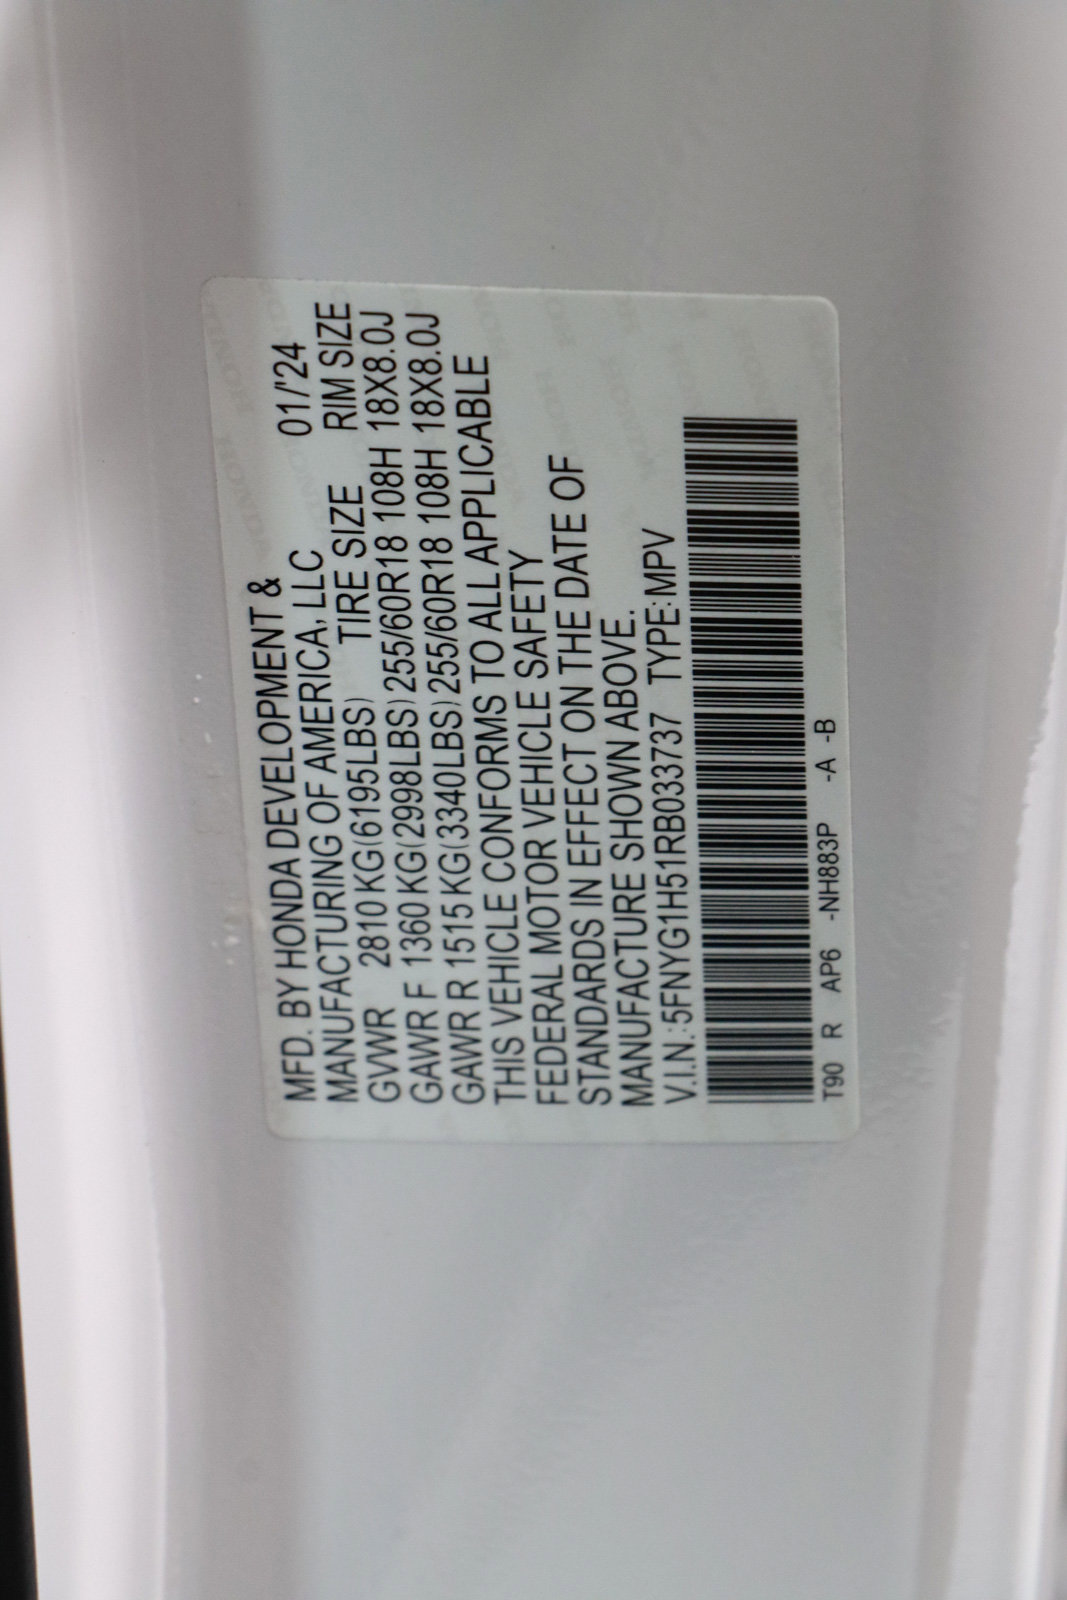 MFD. BY HONDA DEVELOPMENT &
MANUFACTURING OF AMERICA, LLC 01/'24
GVWR 2810 KG(6195LBS) TIRE SIZE RIM SIZE
GAWR F 1360 KG(2998LBS) 255/60R18 108H 18X8.0J
GAWR R 1515 KG(3340LBS) 255/60R18 108H 18X8.0J
THIS VEHICLE CONFORMS TO ALL APPLICABLE
FEDERAL MOTOR VEHICLE SAFETY
STANDARDS IN EFFECT ON THE DATE OF
MANUFACTURE SHOWN ABOVE.
V.I.N.: 5FNYG1H51RB033737 TYPE: MPV
T90 R AP6 -NH883P -A -B